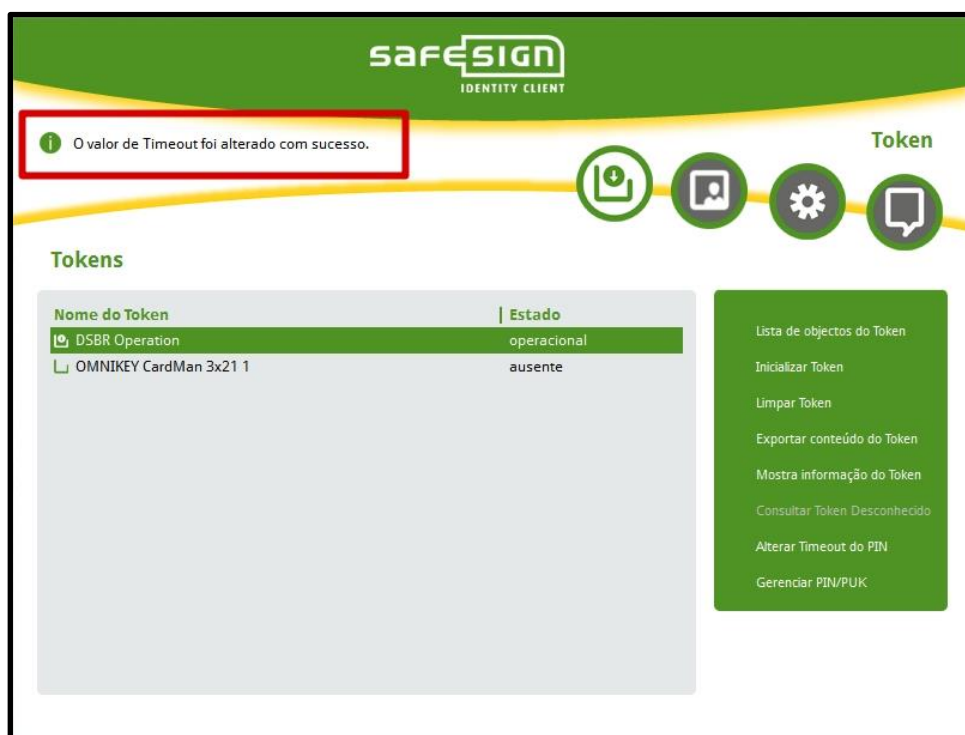 safesign
IDENTITY CLIENT
O valor de Timeout foi alterado com sucesso.
Token
Tokens
Nome do Token | Estado
DSBR Operation operacional
OMNIKEY CardMan 3x21 1 ausente
Lista de objectos do Token
Inicializar Token
Limpar Token
Exportar conteúdo do Token
Mostra informação do Token
Consultar Token Desconhecido
Alterar Timeout do PIN
Gerenciar PIN/PUK